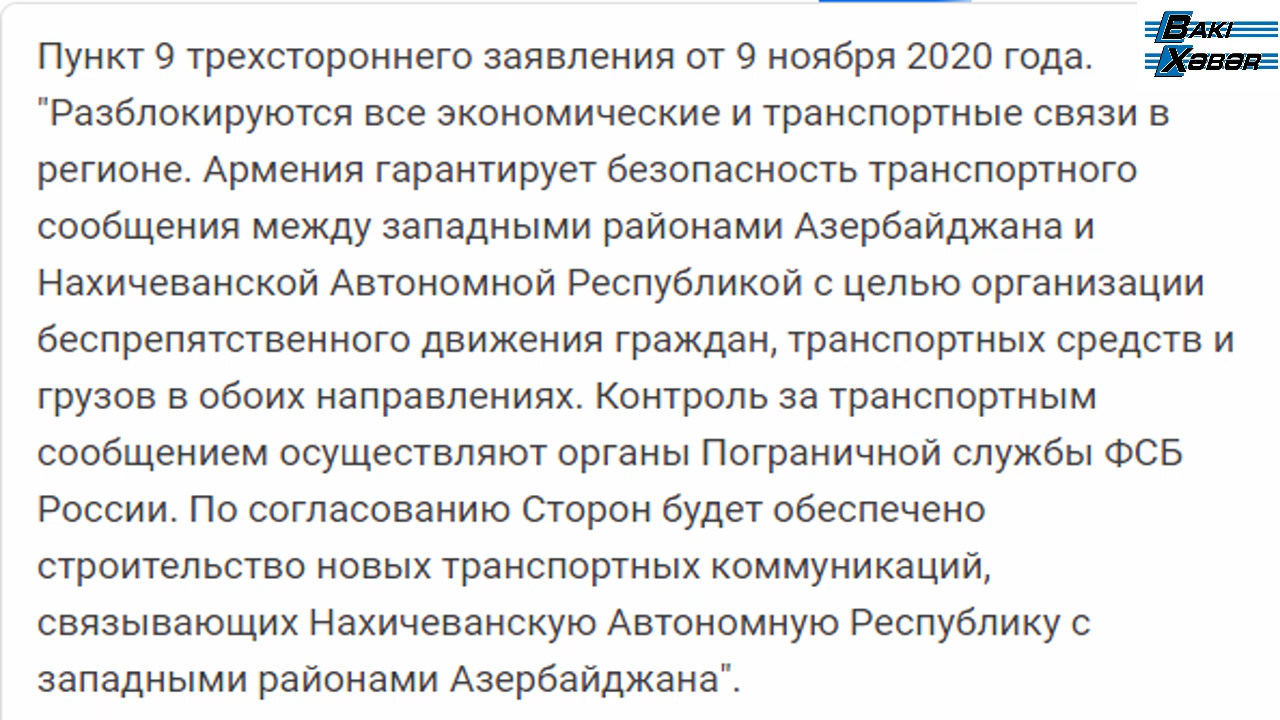 BAKI
XƏBƏR
Пункт 9 трехстороннего заявления от 9 ноября 2020 года.
"Разблокируются все экономические и транспортные связи в
регионе. Армения гарантирует безопасность транспортного
сообщения между западными районами Азербайджана и
Нахичеванской Автономной Республикой с целью организации
беспрепятственного движения граждан, транспортных средств и
грузов в обоих направлениях. Контроль за транспортным
сообщением осуществляют органы Пограничной службы ФСБ
России. По согласованию Сторон будет обеспечено
строительство новых транспортных коммуникаций,
связывающих Нахичеванскую Автономную Республику с
западными районами Азербайджана".